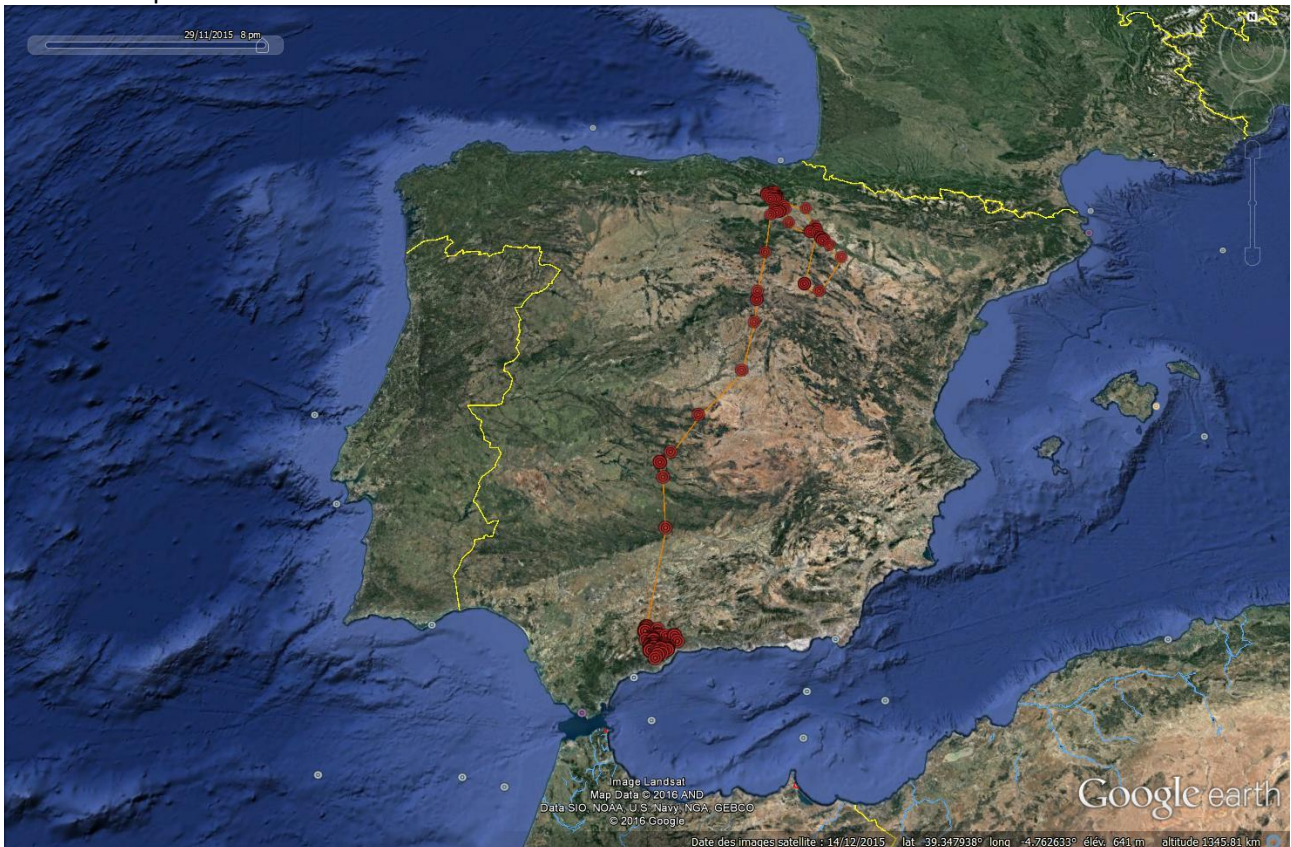 29/11/2015 8 pm
N
Image Landsat
Map Data © 2016 AND
Data SIO, NOAA, U.S. Navy, NGA, GEBCO
© 2016 Google
Google earth
Date des images satellite : 14/12/2015 lat 39.347938° long -4.762633° élév. 641 m altitude 1345.81 km